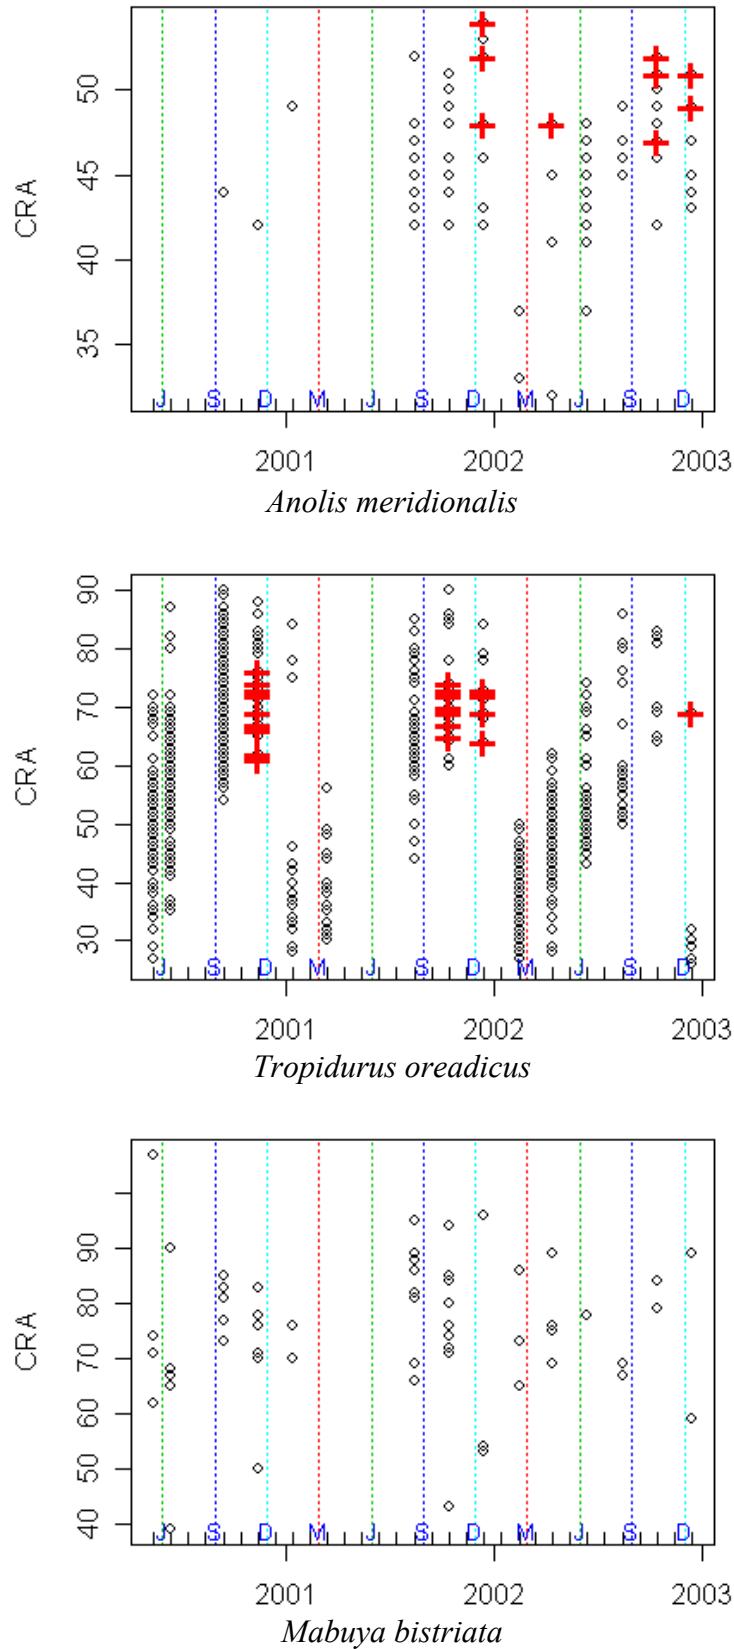 50
45
40
35
CRA
J S D M J S D M J S D
2001 2002 2003
Anolis meridionalis
90
80
70
60
50
40
30
CRA
J S D M J S D M J S D
2001 2002 2003
Tropidurus oreadicus
90
80
70
60
50
40
CRA
J S D M J S D M J S D
2001 2002 2003
Mabuya bistriata